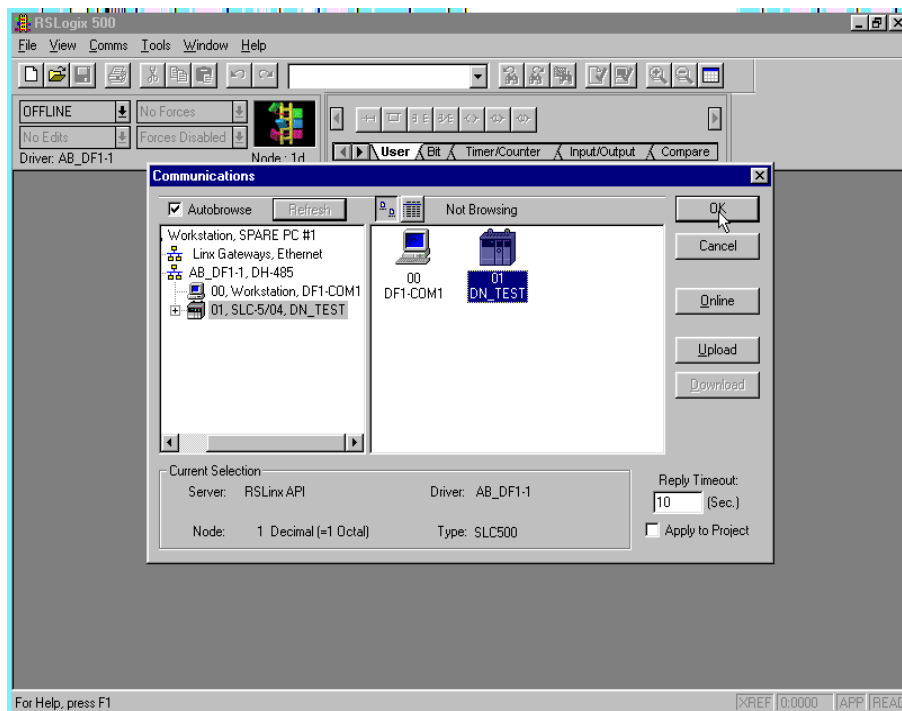 RSLogix 500
File View Comms Tools Window Help
OFFLINE No Forces
No Edits Forces Disabled
Driver: AB_DF1-1 Node : 1d
User Bit Timer/Counter Input/Output Compare
Communications
Autobrowse Refresh Not Browsing
OK
Cancel
Online
Upload
Download
Workstation, SPARE PC #1
Linx Gateways, Ethernet
AB_DF1-1, DH-485
00, Workstation, DF1-COM1
01, SLC-5/04, DN_TEST
00
DF1-COM1
01
DN_TEST
Current Selection
Server: RSLinx API Driver: AB_DF1-1
Node: 1 Decimal (=1 Octal) Type: SLC500
Reply Timeout:
10 (Sec.)
Apply to Project
For Help, press F1 XREF 0:0000 APP READ